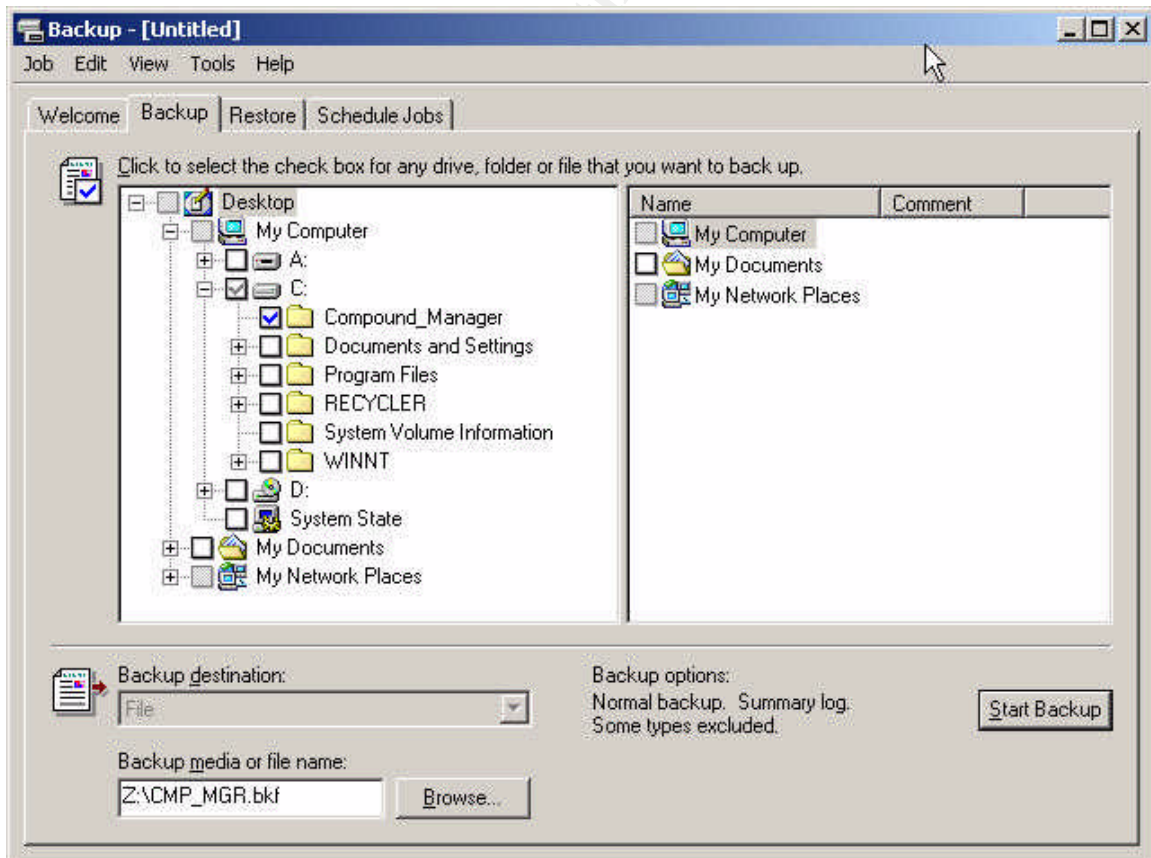 Backup - [Untitled]
Job Edit View Tools Help
Welcome Backup Restore Schedule Jobs
Click to select the check box for any drive, folder or file that you want to back up.
Desktop
My Computer
A:
C:
Compound_Manager
Documents and Settings
Program Files
RECYCLER
System Volume Information
WINNT
D:
System State
My Documents
My Network Places
Name Comment
My Computer
My Documents
My Network Places
Backup destination:
File
Backup media or file name:
Z:\CMP_MGR.bkf
Browse...
Backup options:
Normal backup. Summary log.
Some types excluded.
Start Backup